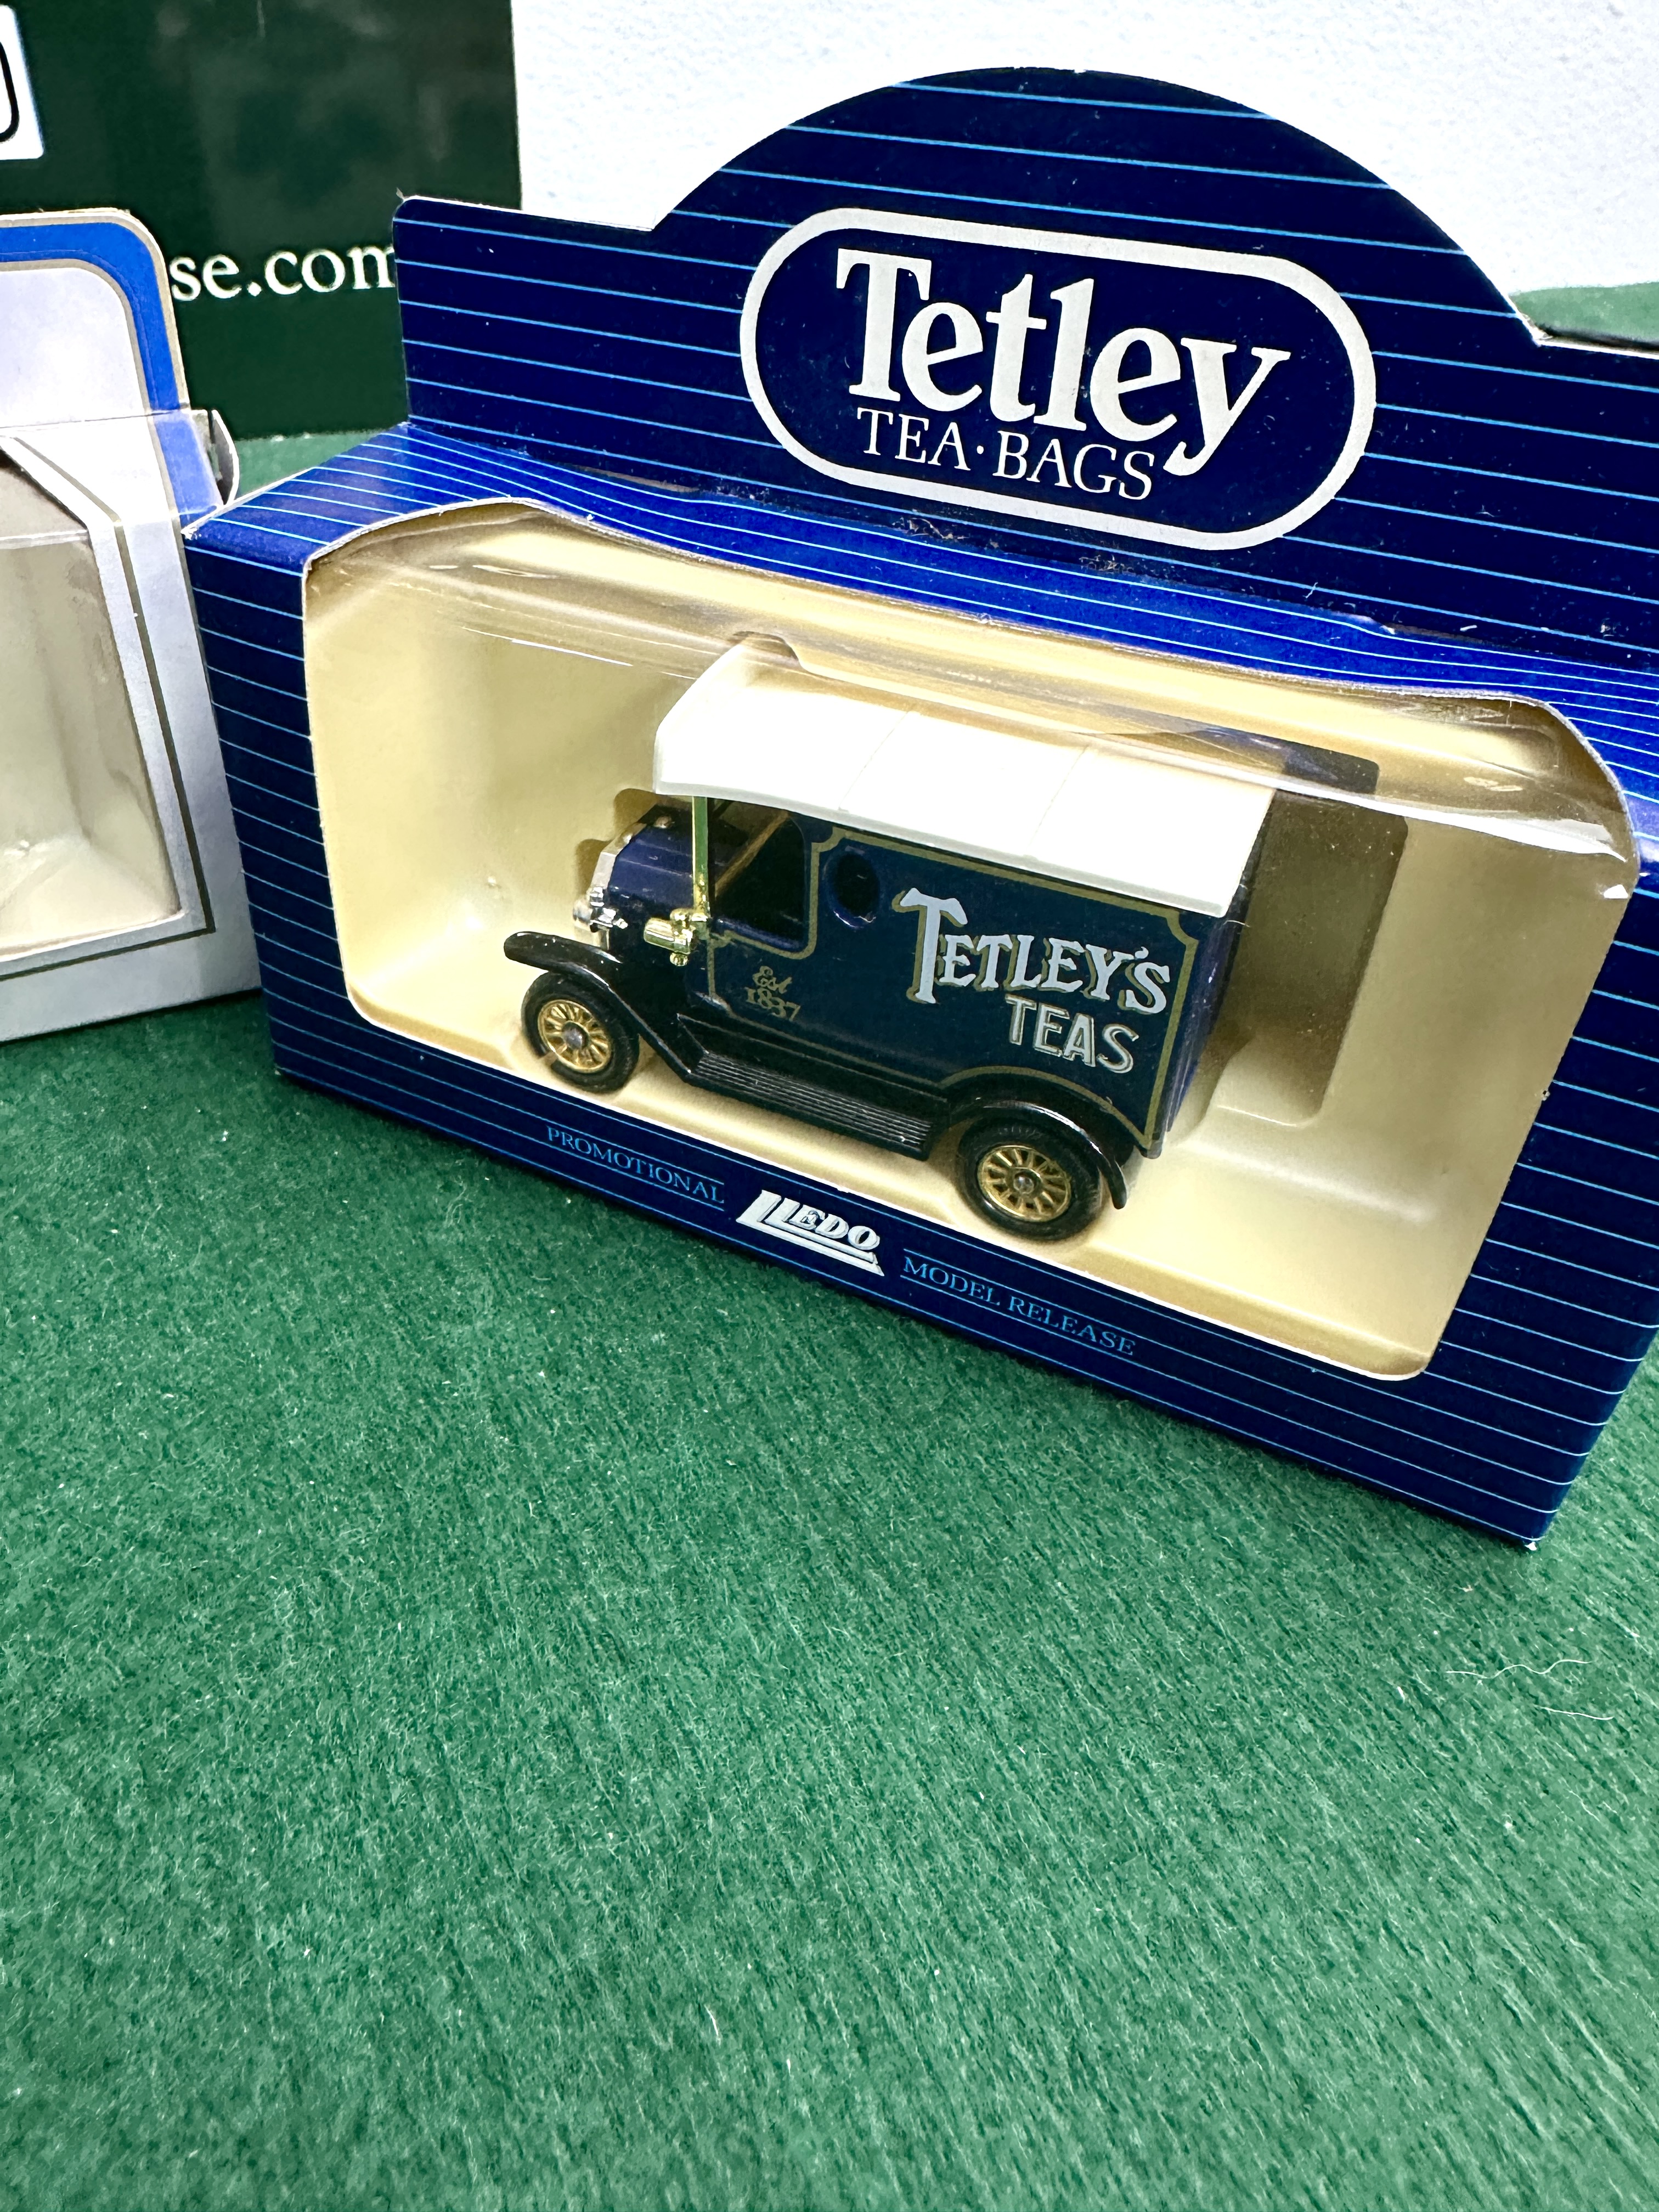 se.com
Tetley
TEA·BAGS
TETLEY'S
TEAS
Est
1837
PROMOTIONAL
LLEDO
MODEL RELEASE